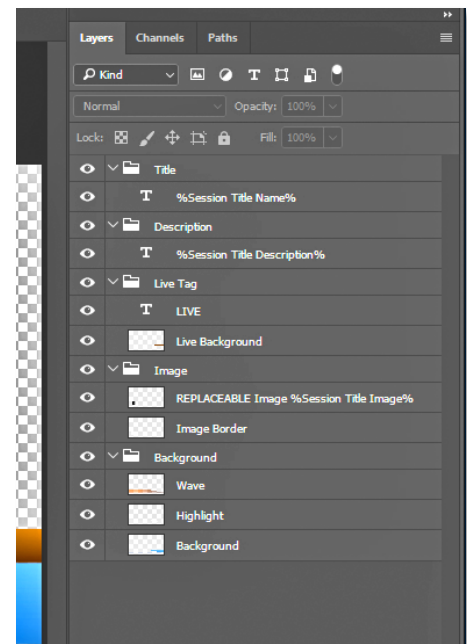 Layers Channels Paths
Kind T
Normal Opacity: 100%
Lock: Fill: 100%
Title
T %Session Title Name%
Description
T %Session Title Description%
Live Tag
T LIVE
Live Background
Image
REPLACEABLE Image %Session Title Image%
Image Border
Background
Wave
Highlight
Background